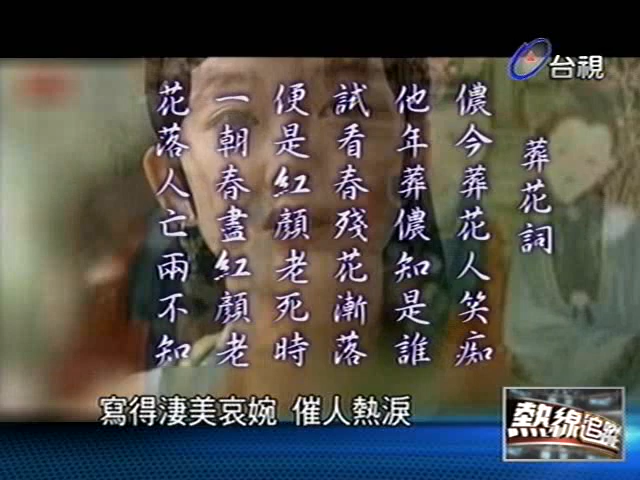 台視
葬花詞
儂今葬花人笑痴
他年葬儂知是誰
試看春殘花漸落
便是紅顏老死時
一朝春盡紅顏老
花落人亡兩不知
寫得淒美哀婉 催人熱淚
熱線追蹤